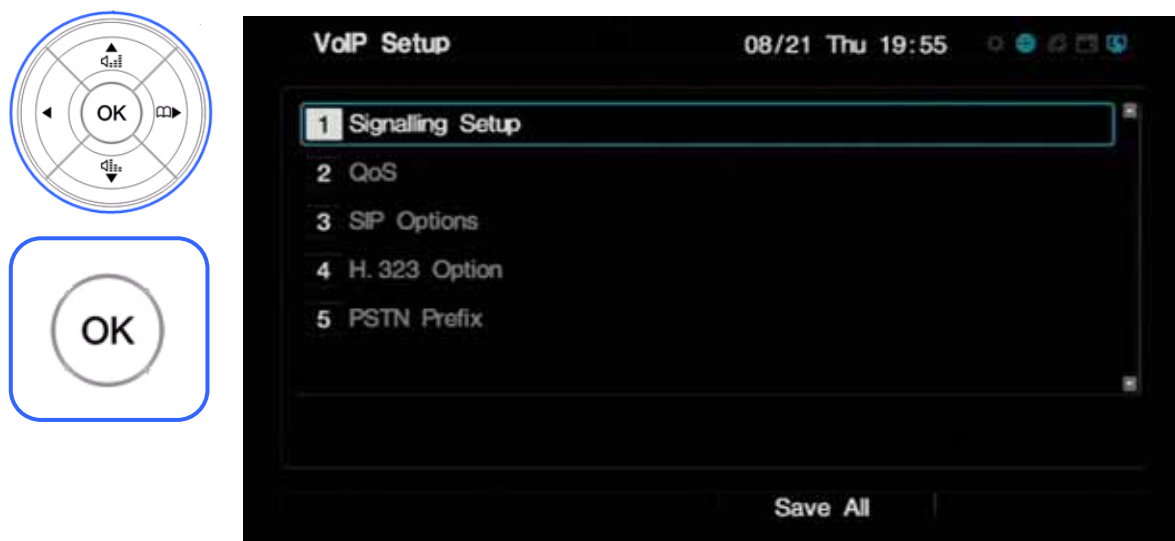 OK
OK
VoIP Setup 08/21 Thu 19:55
1 Signalling Setup
2 QoS
3 SIP Options
4 H.323 Option
5 PSTN Prefix
Save All